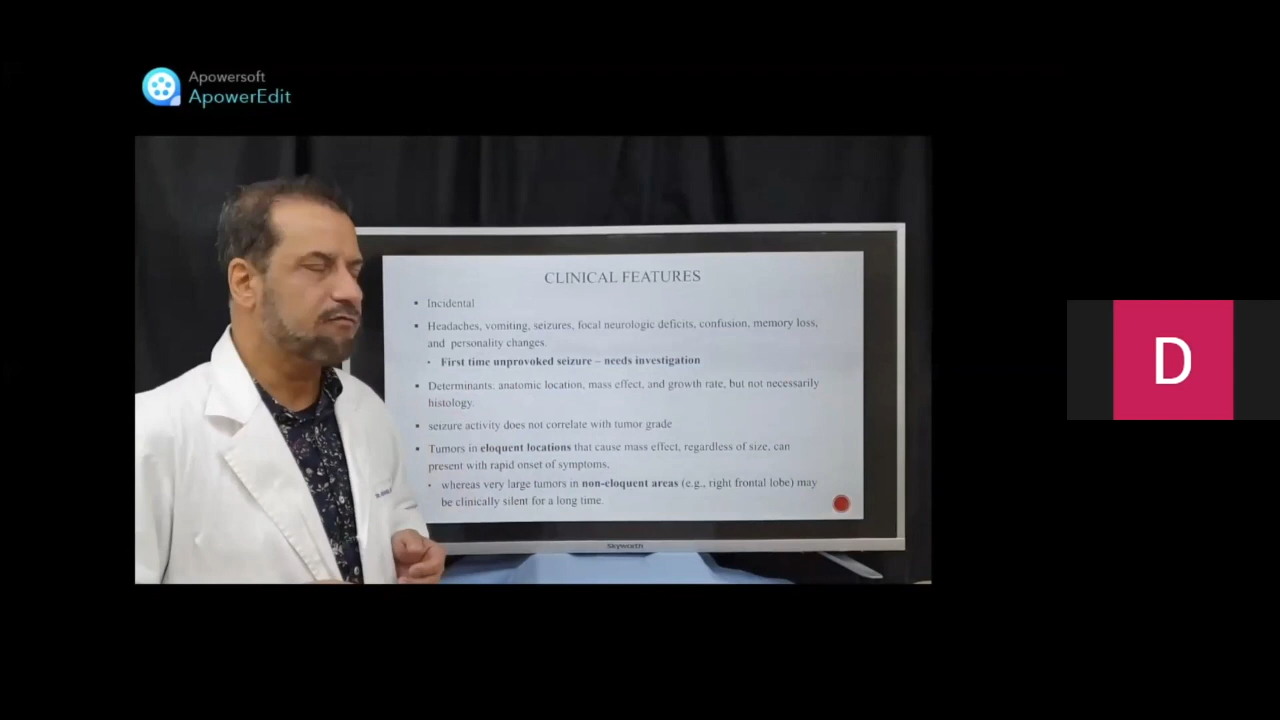 Apowersoft
ApowerEdit
CLINICAL FEATURES
▪ Incidental
▪ Headaches, vomiting, seizures, focal neurologic deficits, confusion, memory loss,
and personality changes.
▪ First time unprovoked seizure – needs investigation
▪ Determinants, anatomic location, mass effect, and growth rate, but not necessarily
histology.
▪ seizure activity does not correlate with tumor grade
▪ Tumors in eloquent locations that cause mass effect, regardless of size, can
present with rapid onset of symptoms,
▪ whereas very large tumors in non-eloquent areas (e.g., right frontal lobe) may
be clinically silent for a long time.
Skyworth
D